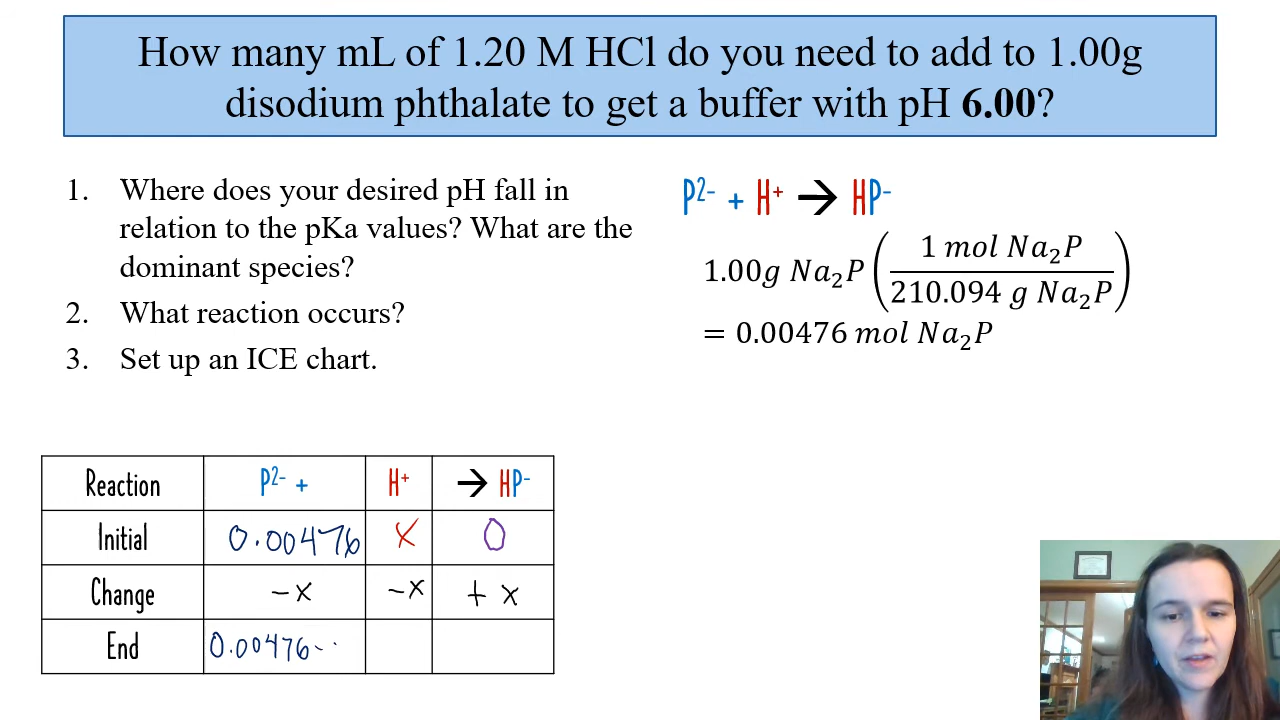 How many mL of 1.20 M HCl do you need to add to 1.00g
disodium phthalate to get a buffer with pH 6.00?
1. Where does your desired pH fall in
relation to the pKa values? What are the
dominant species?
2. What reaction occurs?
3. Set up an ICE chart.
P²⁻ + H⁺ → HP⁻
1.00g Na₂P (1 mol Na₂P / 210.094 g Na₂P)
= 0.00476 mol Na₂P
Reaction P²⁻ + H⁺ → HP⁻
Initial 0.00476 x 0
Change -x -x + x
End 0.00476-